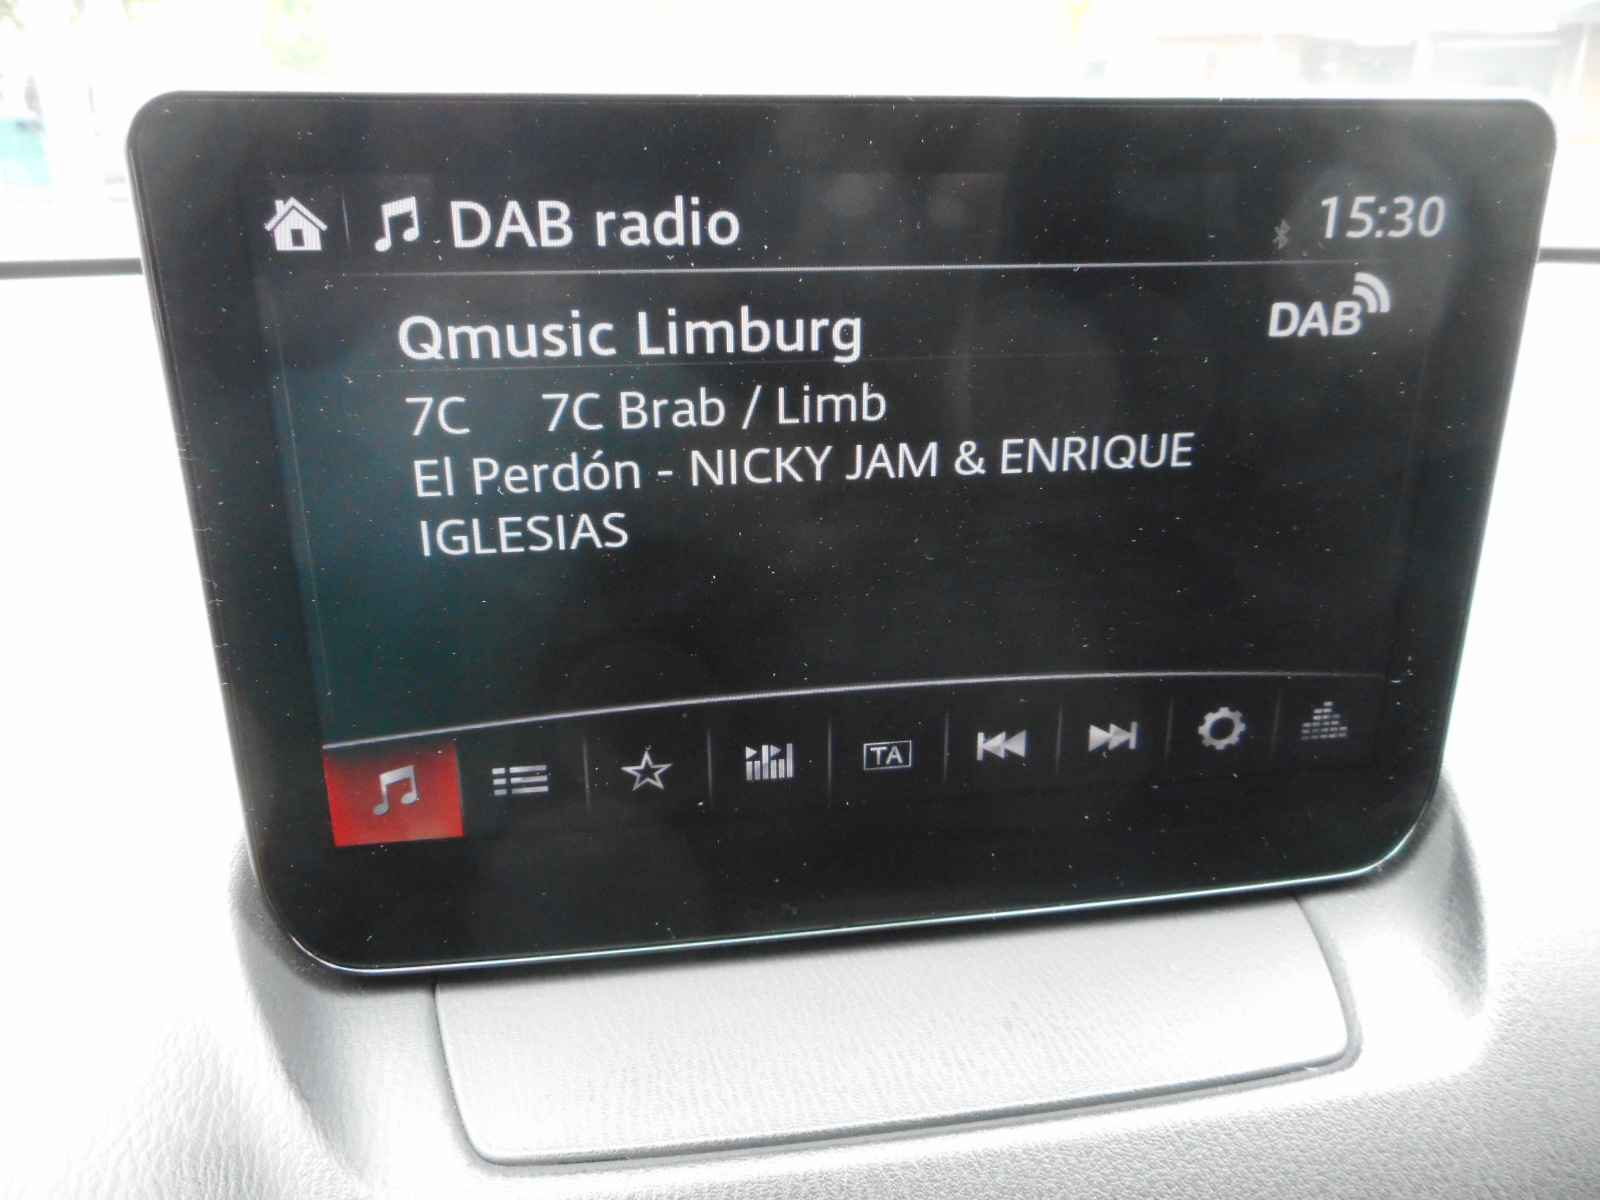 DAB radio
15:30
Qmusic Limburg
DAB
7C 7C Brab / Limb
El Perdón - NICKY JAM & ENRIQUE
IGLESIAS
TA